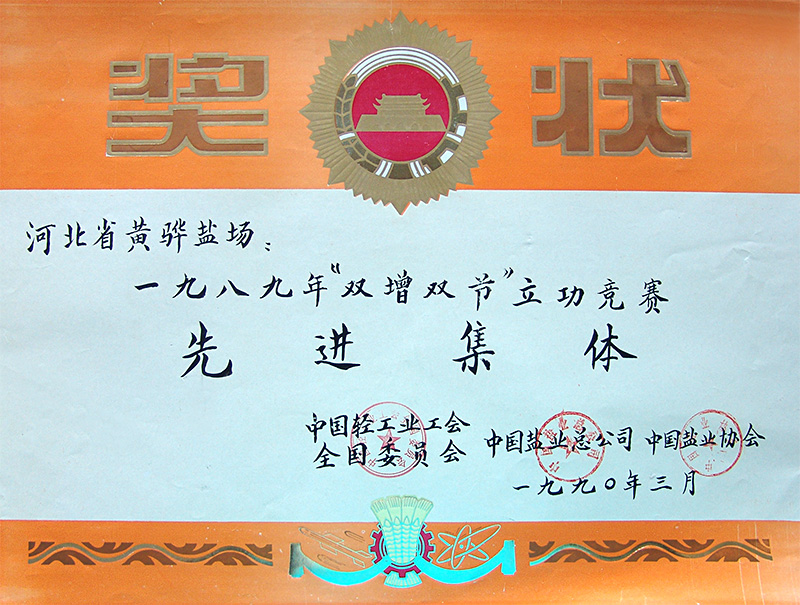 奖状
河北省黄骅盐场：
一九八九年“双增双节”立功竞赛
先进集体
中国轻工业工会
全国委员会
中国盐业总公司 中国盐业协会
一九九〇年三月